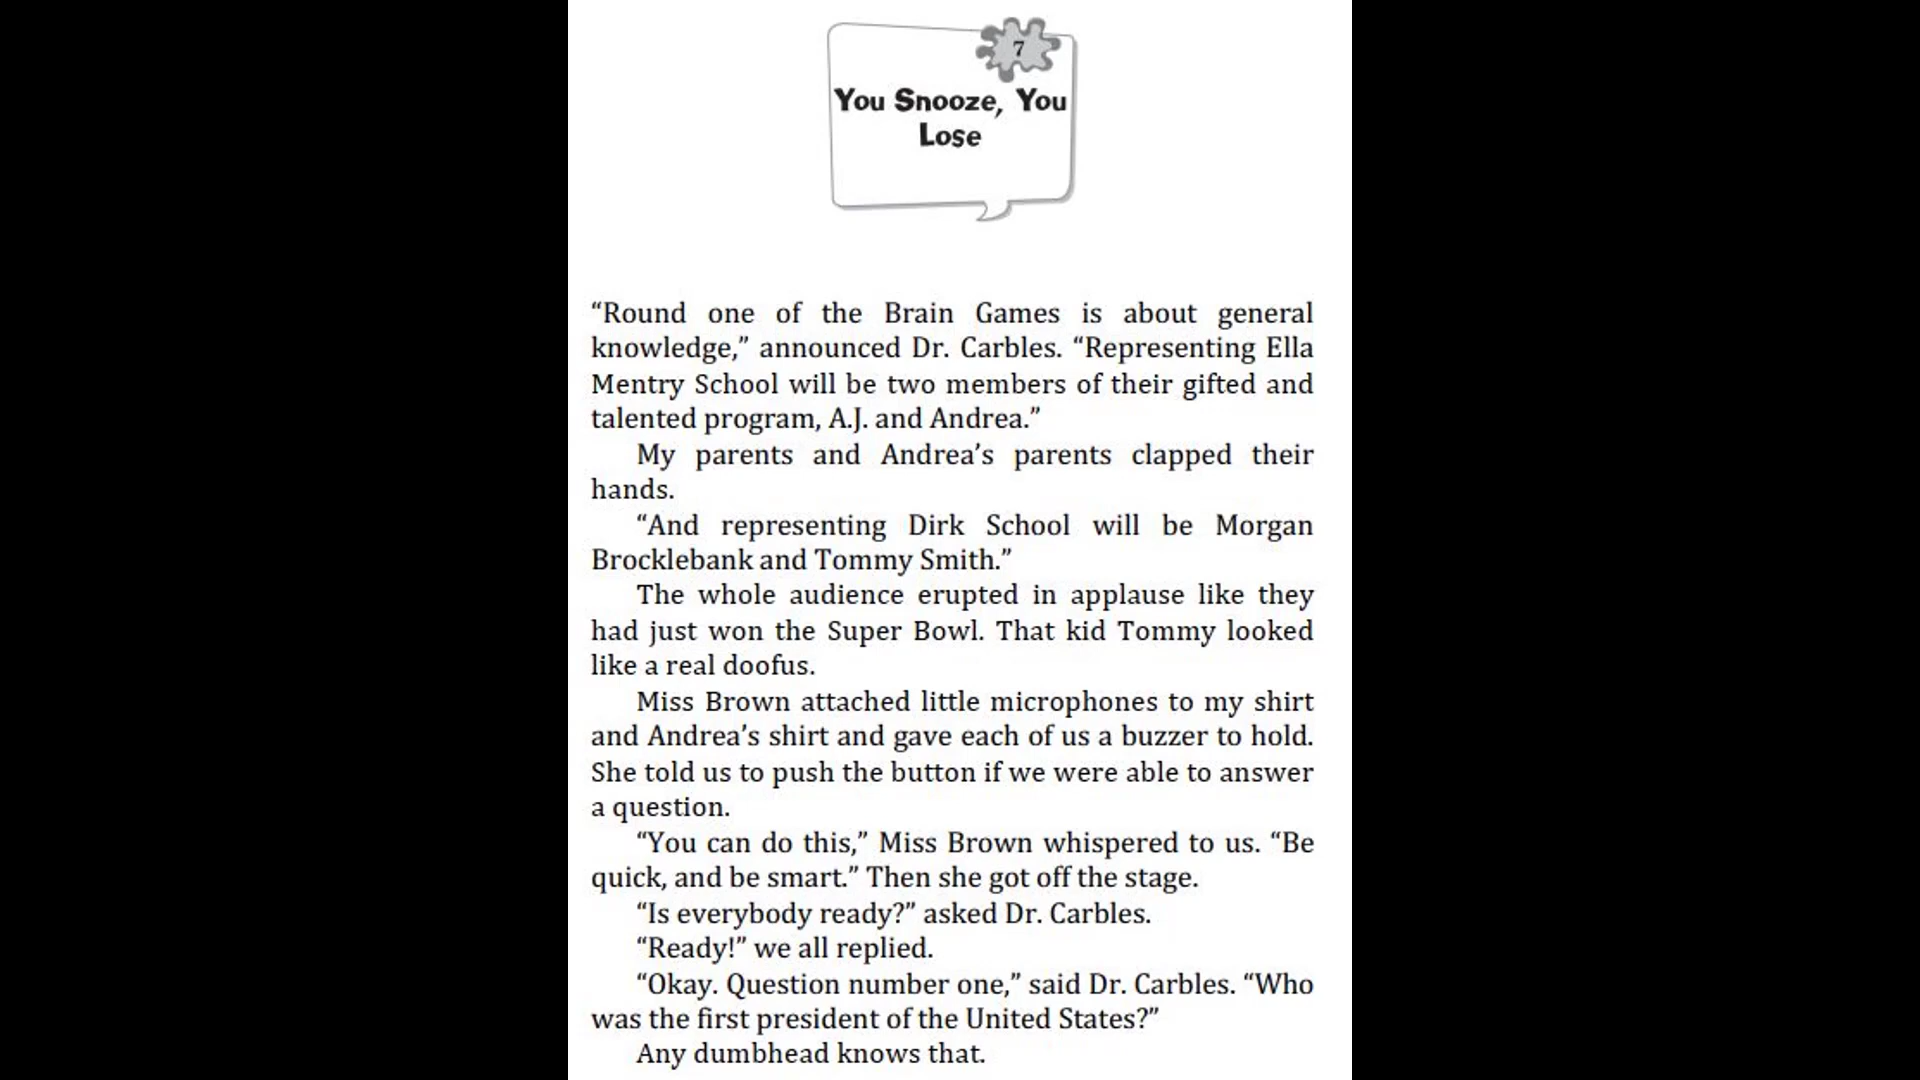 7
You Snooze, You
Lose
“Round one of the Brain Games is about general
knowledge,” announced Dr. Carbles. “Representing Ella
Mentry School will be two members of their gifted and
talented program, A.J. and Andrea.”
My parents and Andrea’s parents clapped their
hands.
“And representing Dirk School will be Morgan
Brocklebank and Tommy Smith.”
The whole audience erupted in applause like they
had just won the Super Bowl. That kid Tommy looked
like a real doofus.
Miss Brown attached little microphones to my shirt
and Andrea’s shirt and gave each of us a buzzer to hold.
She told us to push the button if we were able to answer
a question.
“You can do this,” Miss Brown whispered to us. “Be
quick, and be smart.” Then she got off the stage.
“Is everybody ready?” asked Dr. Carbles.
“Ready!” we all replied.
“Okay. Question number one,” said Dr. Carbles. “Who
was the first president of the United States?”
Any dumbhead knows that.